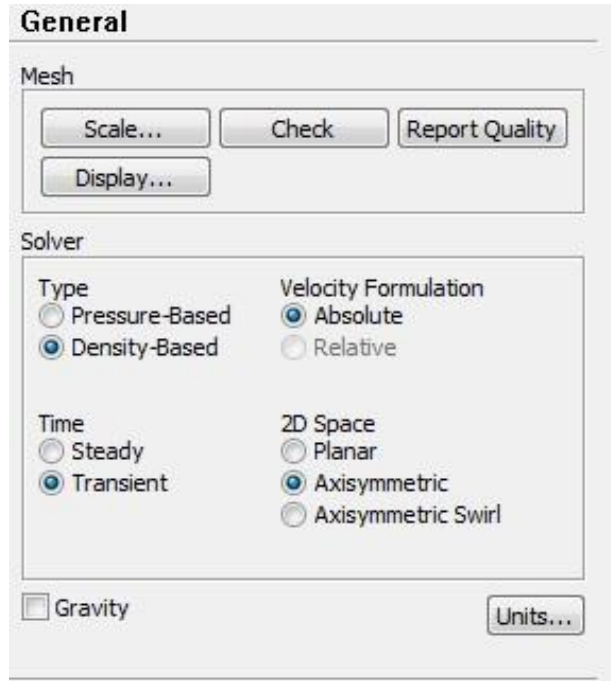 General
Mesh
Scale...
Check
Report Quality
Display...
Solver
Type
Pressure-Based
Density-Based
Velocity Formulation
Absolute
Relative
Time
Steady
Transient
2D Space
Planar
Axisymmetric
Axisymmetric Swirl
Gravity
Units...